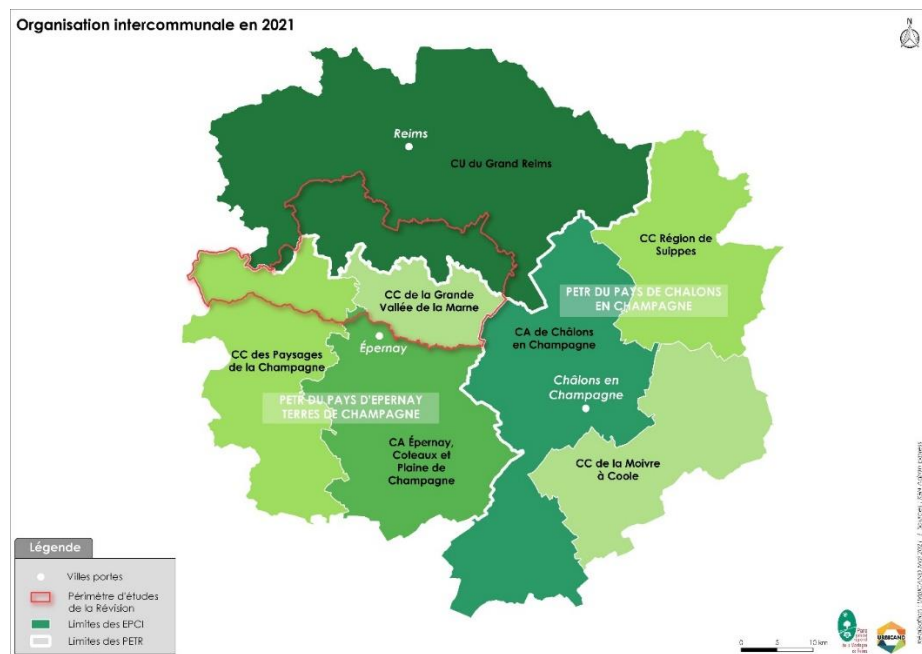 Organisation intercommunale en 2021
N
Reims
CU du Grand Reims
CC Région de
Suippes
PETR DU PAYS DE CHALONS
EN CHAMPAGNE
CC de la Grande
Vallée de la Marne
CA de Châlons
en Champagne
Épernay
CC des Paysages
de la Champagne
Châlons en
Champagne
PETR DU PAYS D'EPERNAY
TERRES DE CHAMPAGNE
CA Épernay,
Coteaux et
Plaine de
Champagne
CC de la Moivre
à Coole
Légende
Villes portes
Périmètre d'études
de la Révision
Limites des EPCI
Limites des PETR
0 5 10 km
Parc
URBICAND